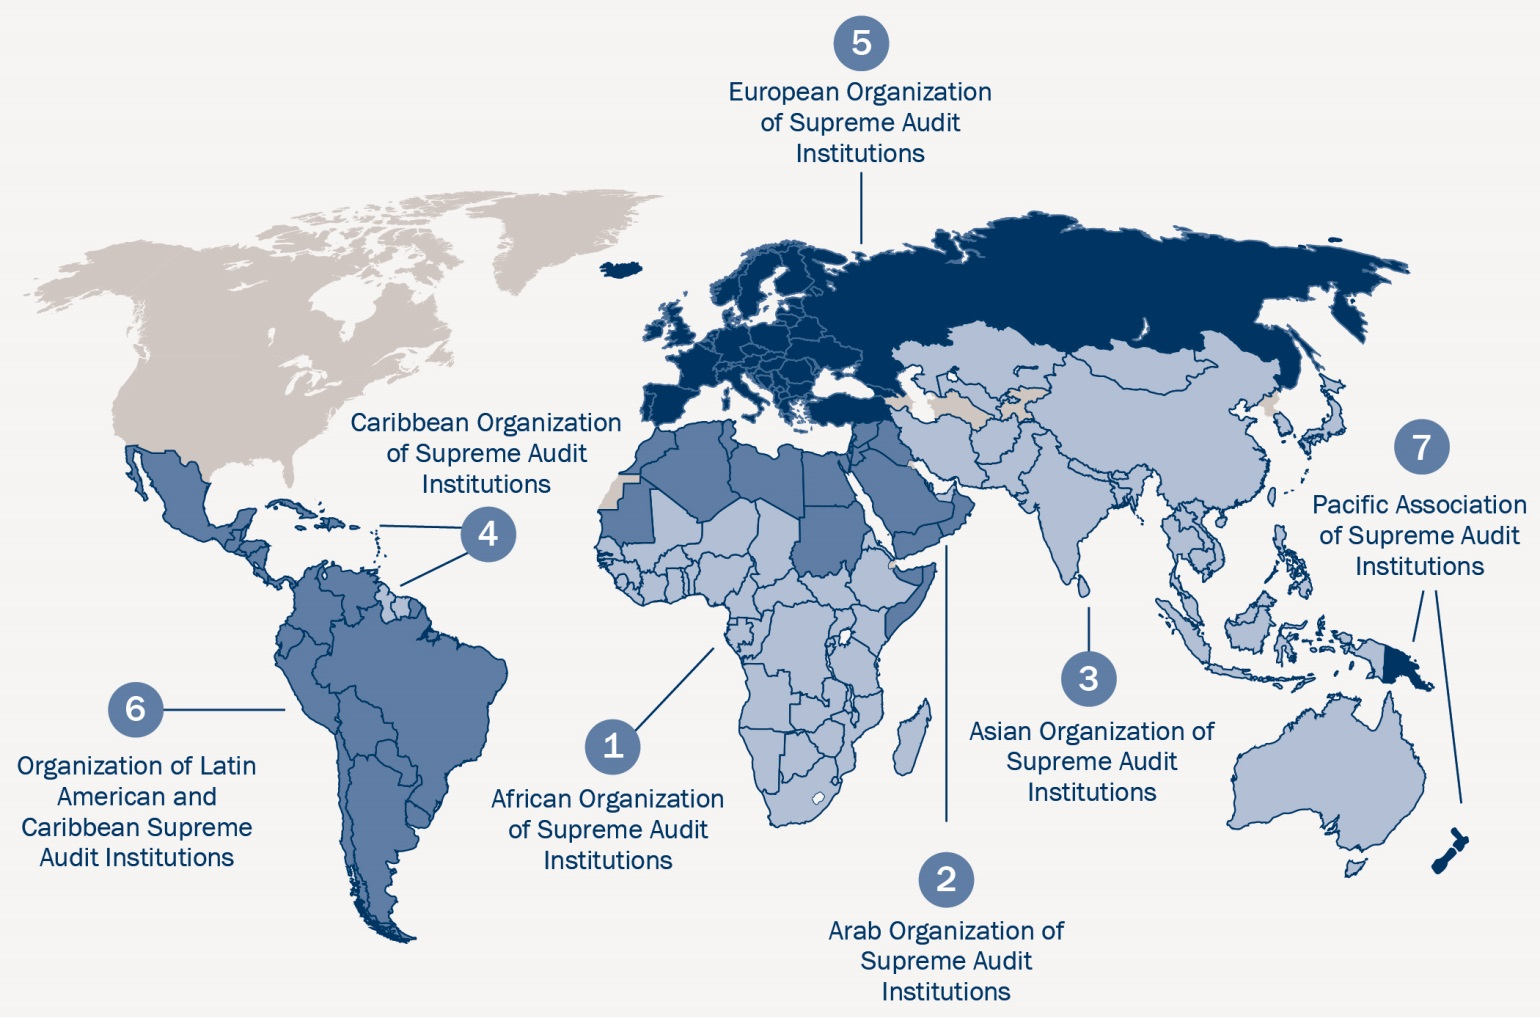 5
European Organization
of Supreme Audit
Institutions
Caribbean Organization
of Supreme Audit
Institutions
4
7
Pacific Association
of Supreme Audit
Institutions
6
Organization of Latin
American and
Caribbean Supreme
Audit Institutions
1
African Organization
of Supreme Audit
Institutions
3
Asian Organization of
Supreme Audit
Institutions
2
Arab Organization of
Supreme Audit
Institutions